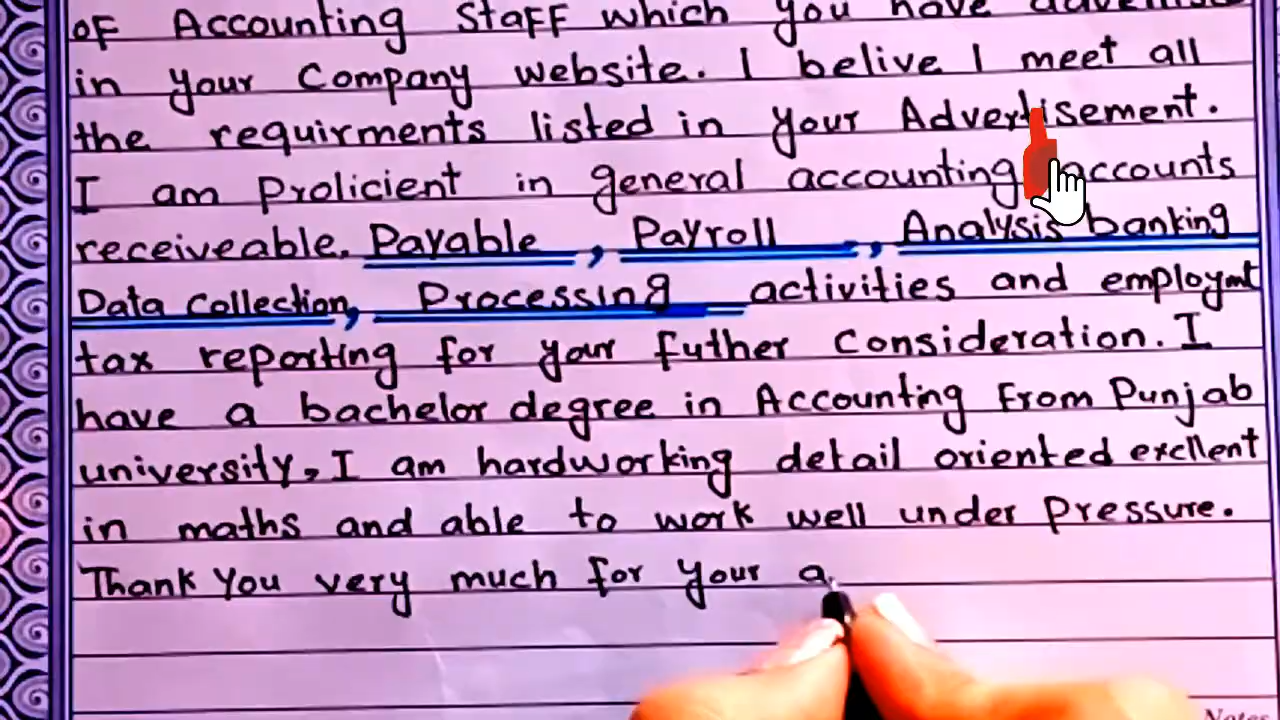 of Accounting Staff which you have
in your Company website. I belive I meet all
the requirments listed in your Advertisement.
I am Prolicient in general accounting accounts
receiveable, Payable , Payroll , Analysis banking
Data Collection, Processing activities and employmt
tax reporting for your futher Consideration. I
have a bachelor degree in Accounting From Punjab
university, I am hardworking detail oriented excllent
in maths and able to work well under Pressure.
Thank You very much for your a
Notes